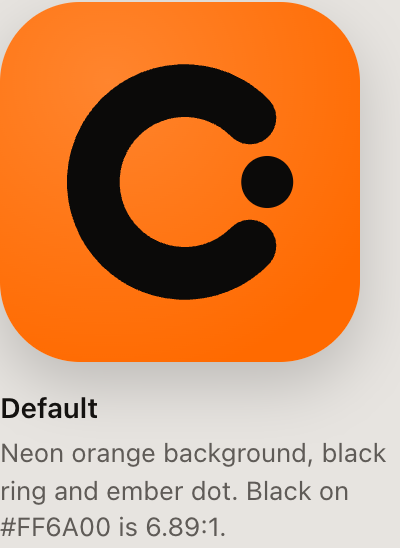 Default
Neon orange background, black
ring and ember dot. Black on
#FF6A00 is 6.89:1.